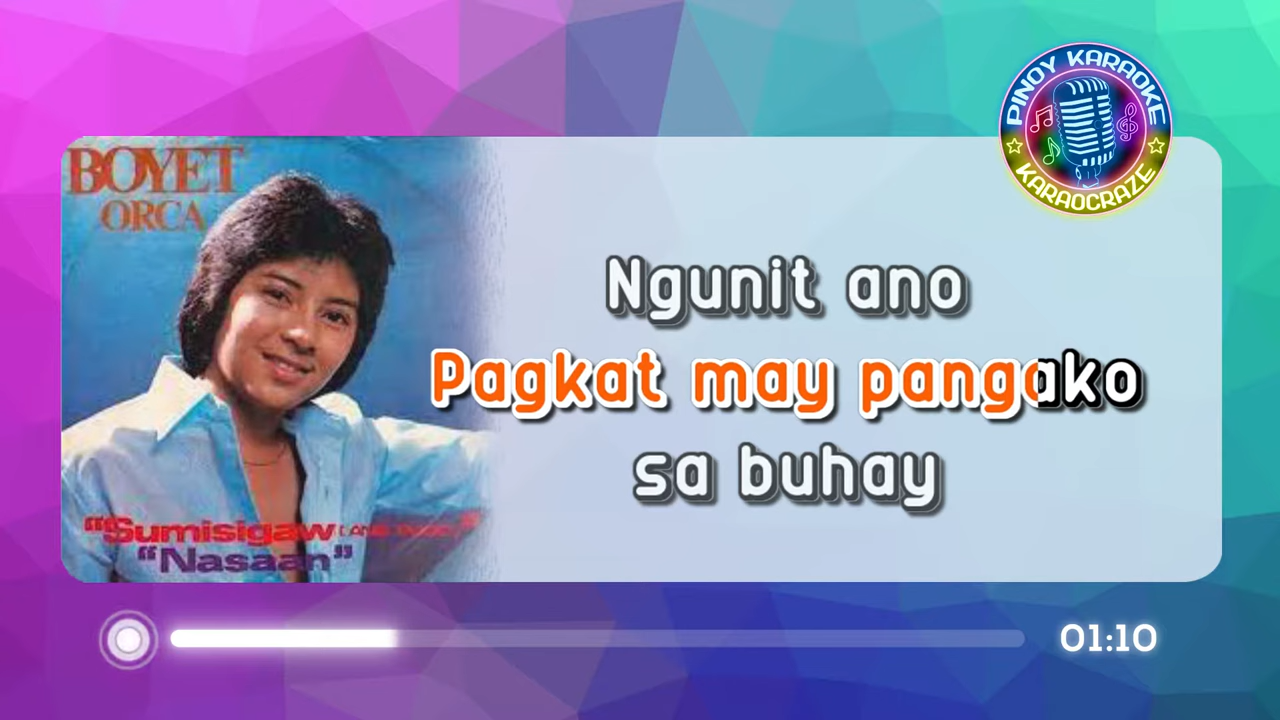 PINOY KARAOKE
KARAOCRAZE
BOYET
ORCA
Ngunit ano
Pagkat may pangako
sa buhay
"Sumisigaw
"Nasaan"
01:10